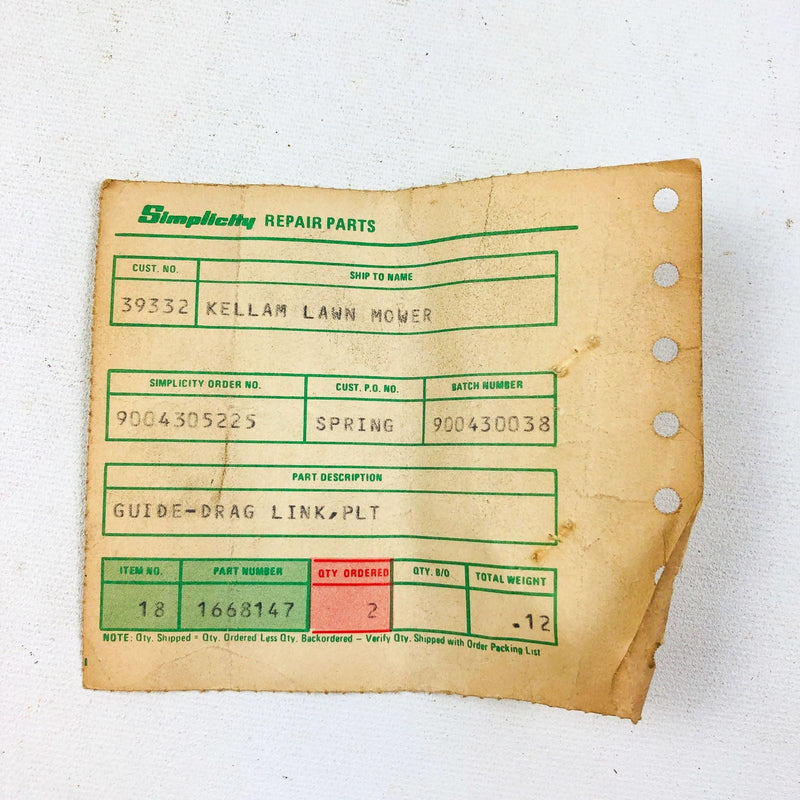 Simplicity REPAIR PARTS
CUST. NO. SHIP TO NAME
39332 KELLAM LAWN MOWER
SIMPLICITY ORDER NO. CUST. P.O. NO. BATCH NUMBER
9004305225 SPRING 900430038
PART DESCRIPTION
GUIDE-DRAG LINK,PLT
ITEM NO. PART NUMBER QTY ORDERED QTY. B/O TOTAL WEIGHT
18 1668147 2 .12
NOTE: Qty. Shipped = Qty. Ordered Less Qty. Backordered – Verify Qty. Shipped with Order Packing List